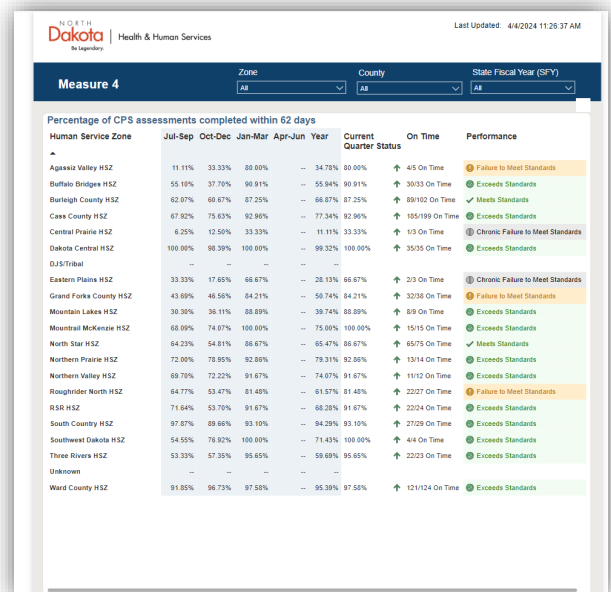 NORTH
Dakota | Health & Human Services
Be Legendary.
Last Updated: 4/4/2024 11:26:37 AM
Measure 4
Zone County State Fiscal Year (SFY)
All All All
Percentage of CPS assessments completed within 62 days
Human Service Zone Jul-Sep Oct-Dec Jan-Mar Apr-Jun Year Current Quarter Status On Time Performance
Agassiz Valley HSZ 11.11% 33.33% 80.00% -- 34.78% 80.00% 4/5 On Time Failure to Meet Standards
Buffalo Bridges HSZ 55.10% 37.70% 90.91% -- 55.94% 90.91% 30/33 On Time Exceeds Standards
Burleigh County HSZ 62.07% 60.67% 87.25% -- 66.87% 87.25% 89/102 On Time Meets Standards
Cass County HSZ 67.92% 75.63% 92.96% -- 77.34% 92.96% 185/199 On Time Exceeds Standards
Central Prairie HSZ 6.25% 12.50% 33.33% -- 11.11% 33.33% 1/3 On Time Chronic Failure to Meet Standards
Dakota Central HSZ 100.00% 98.39% 100.00% -- 99.32% 100.00% 35/35 On Time Exceeds Standards
DJS/Tribal -- -- -- -- --
Eastern Plains HSZ 33.33% 17.65% 66.67% -- 28.13% 66.67% 2/3 On Time Chronic Failure to Meet Standards
Grand Forks County HSZ 43.69% 46.56% 84.21% -- 50.74% 84.21% 32/38 On Time Failure to Meet Standards
Mountain Lakes HSZ 30.30% 36.11% 88.89% -- 39.74% 88.89% 8/9 On Time Exceeds Standards
Mountrail McKenzie HSZ 68.09% 74.07% 100.00% -- 75.00% 100.00% 15/15 On Time Exceeds Standards
North Star HSZ 64.23% 54.81% 86.67% -- 65.47% 86.67% 65/75 On Time Meets Standards
Northern Prairie HSZ 72.00% 78.95% 92.86% -- 79.31% 92.86% 13/14 On Time Exceeds Standards
Northern Valley HSZ 69.70% 72.22% 91.67% -- 74.07% 91.67% 11/12 On Time Exceeds Standards
Roughrider North HSZ 64.77% 53.47% 81.48% -- 61.57% 81.48% 22/27 On Time Failure to Meet Standards
RSR HSZ 71.64% 53.70% 91.67% -- 68.28% 91.67% 22/24 On Time Exceeds Standards
South Country HSZ 97.87% 89.66% 93.10% -- 94.29% 93.10% 27/29 On Time Exceeds Standards
Southwest Dakota HSZ 54.55% 76.92% 100.00% -- 71.43% 100.00% 4/4 On Time Exceeds Standards
Three Rivers HSZ 53.33% 57.35% 95.65% -- 59.69% 95.65% 22/23 On Time Exceeds Standards
Unknown -- -- -- -- --
Ward County HSZ 91.85% 96.73% 97.58% -- 95.39% 97.58% 121/124 On Time Exceeds Standards